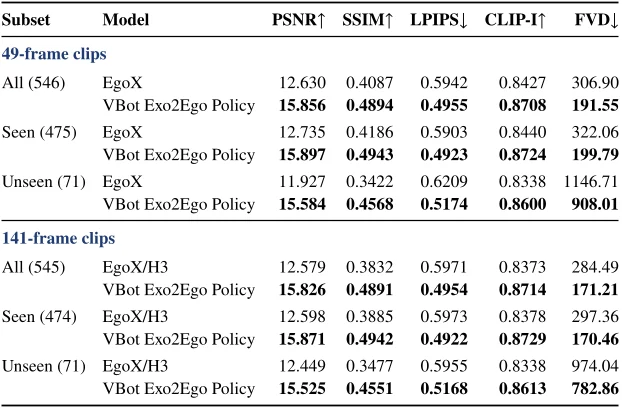 Subset Model PSNR↑ SSIM↑ LPIPS↓ CLIP-I↑ FVD↓
49-frame clips
All (546) EgoX 12.630 0.4087 0.5942 0.8427 306.90
VBot Exo2Ego Policy 15.856 0.4894 0.4955 0.8708 191.55
Seen (475) EgoX 12.735 0.4186 0.5903 0.8440 322.06
VBot Exo2Ego Policy 15.897 0.4943 0.4923 0.8724 199.79
Unseen (71) EgoX 11.927 0.3422 0.6209 0.8338 1146.71
VBot Exo2Ego Policy 15.584 0.4568 0.5174 0.8600 908.01
141-frame clips
All (545) EgoX/H3 12.579 0.3832 0.5971 0.8373 284.49
VBot Exo2Ego Policy 15.826 0.4891 0.4954 0.8714 171.21
Seen (474) EgoX/H3 12.598 0.3885 0.5973 0.8378 297.36
VBot Exo2Ego Policy 15.871 0.4942 0.4922 0.8729 170.46
Unseen (71) EgoX/H3 12.449 0.3477 0.5955 0.8338 974.04
VBot Exo2Ego Policy 15.525 0.4551 0.5168 0.8613 782.86